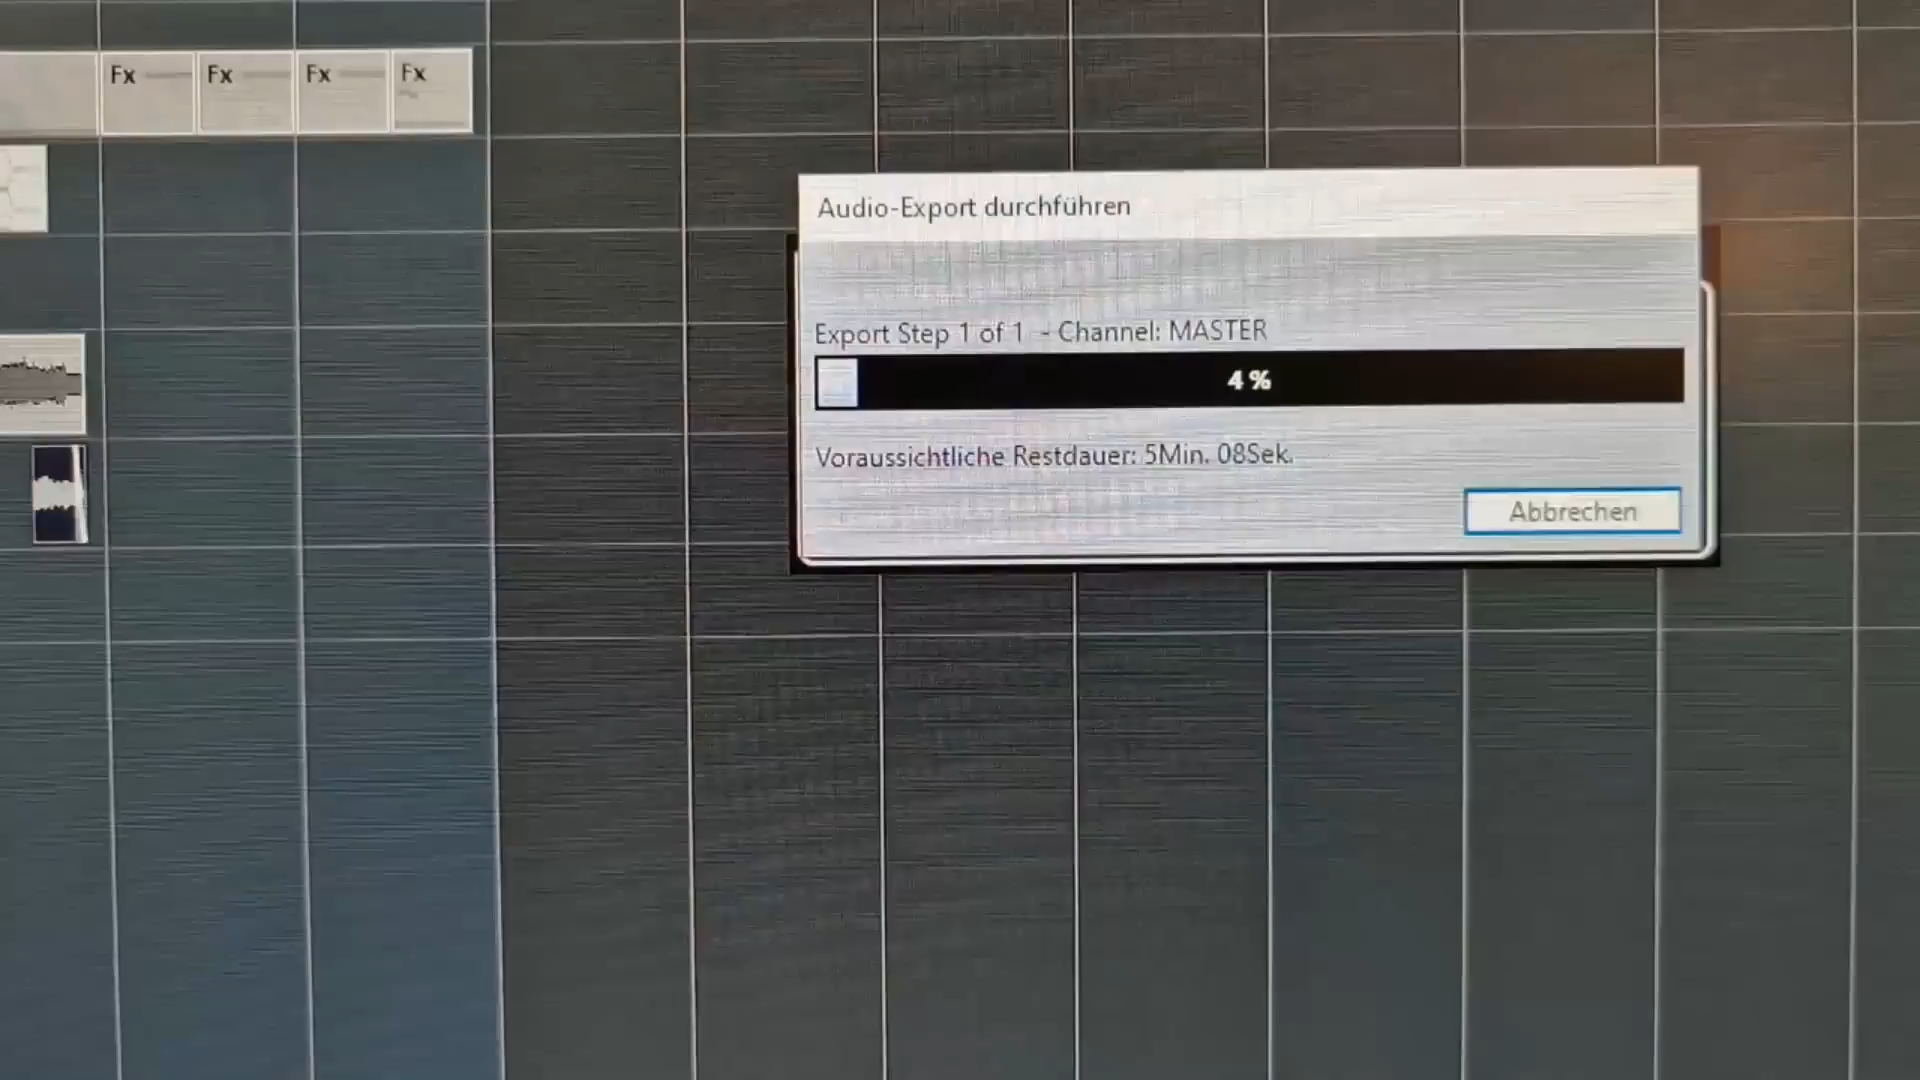 Fx Fx Fx Fx
Audio-Export durchführen
Export Step 1 of 1 - Channel: MASTER
4 %
Voraussichtliche Restdauer: 5Min. 08Sek.
Abbrechen